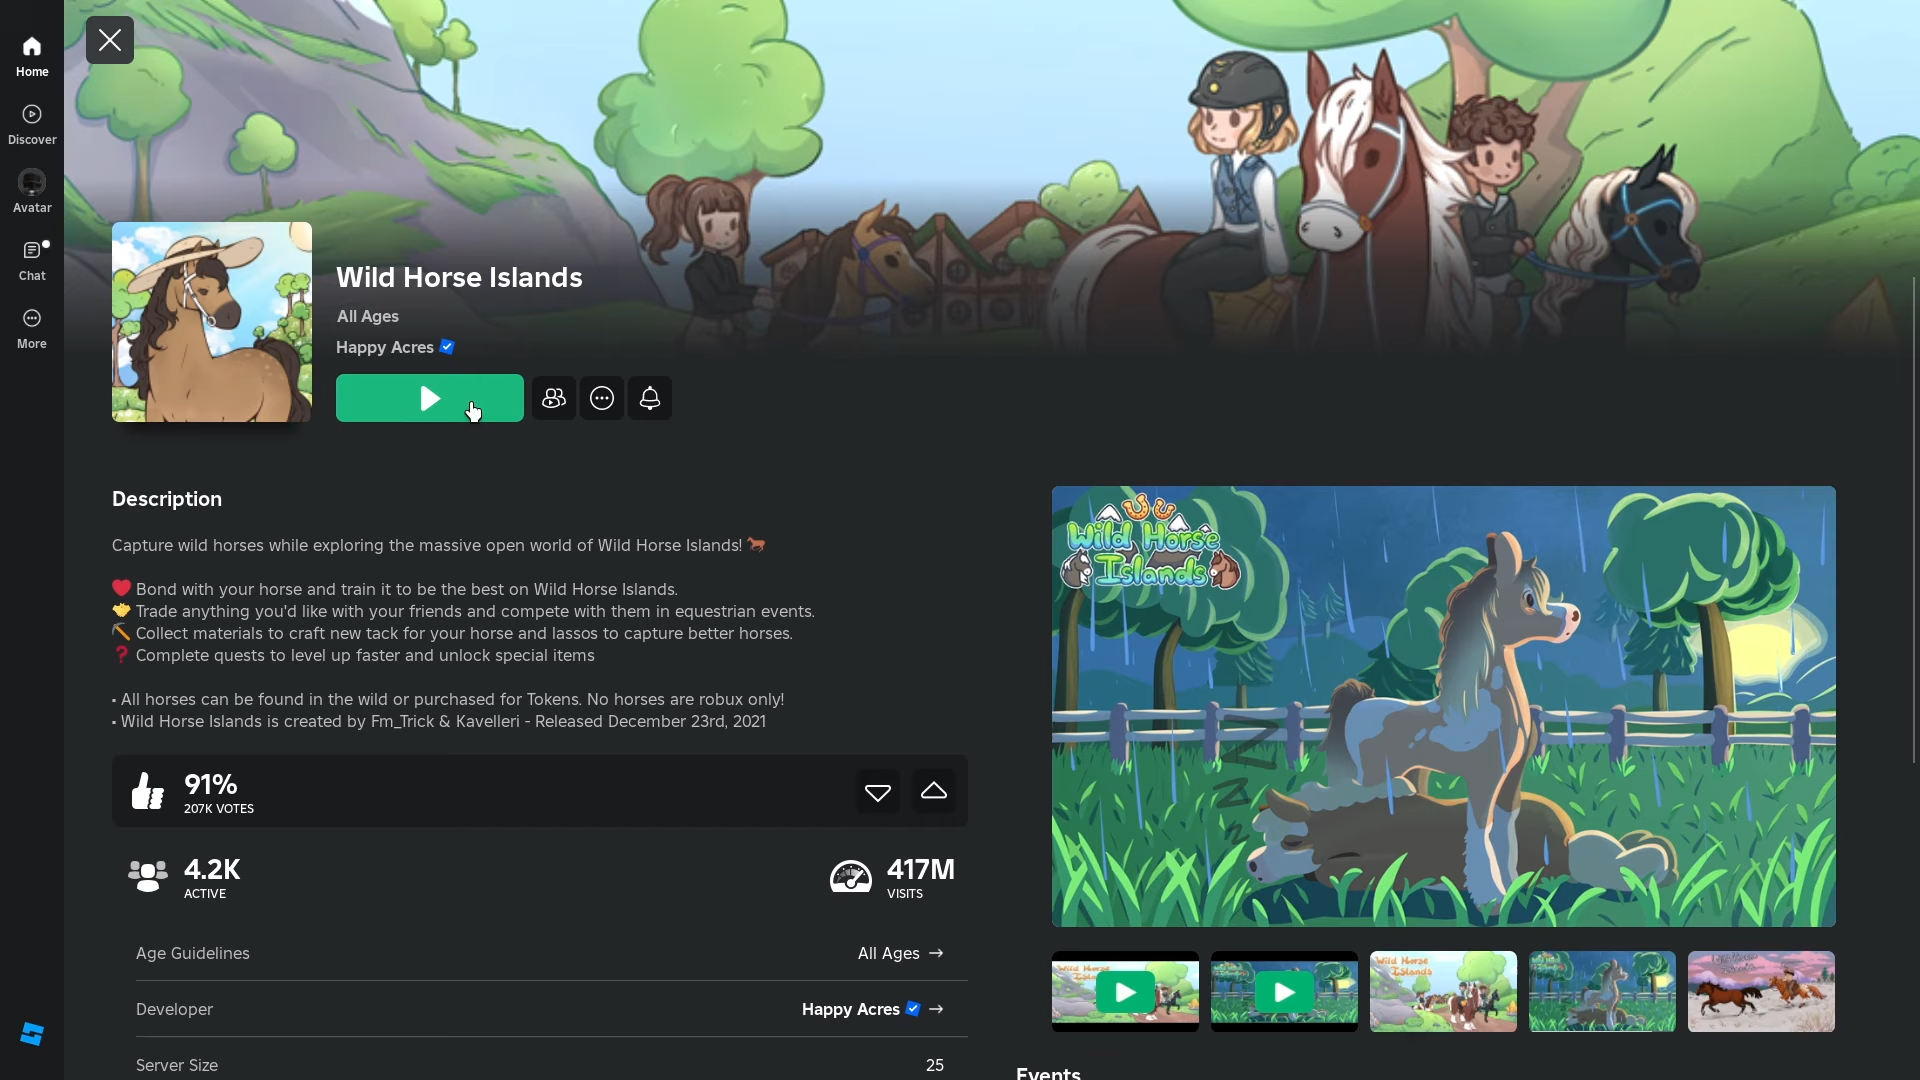 Home
Discover
Avatar
Chat
More
Wild Horse Islands
All Ages
Happy Acres
Description
Capture wild horses while exploring the massive open world of Wild Horse Islands! 🐎
❤️ Bond with your horse and train it to be the best on Wild Horse Islands.
🤝 Trade anything you'd like with your friends and compete with them in equestrian events.
⛏️ Collect materials to craft new tack for your horse and lassos to capture better horses.
❓ Complete quests to level up faster and unlock special items
• All horses can be found in the wild or purchased for Tokens. No horses are robux only!
• Wild Horse Islands is created by Fm_Trick & Kavelleri - Released December 23rd, 2021
91%
207K VOTES
4.2K
ACTIVE
417M
VISITS
Age Guidelines
All Ages →
Developer
Happy Acres →
Server Size
25
Wild Horse
Islands
Z
z
z
Wild Horse
Islands
Events